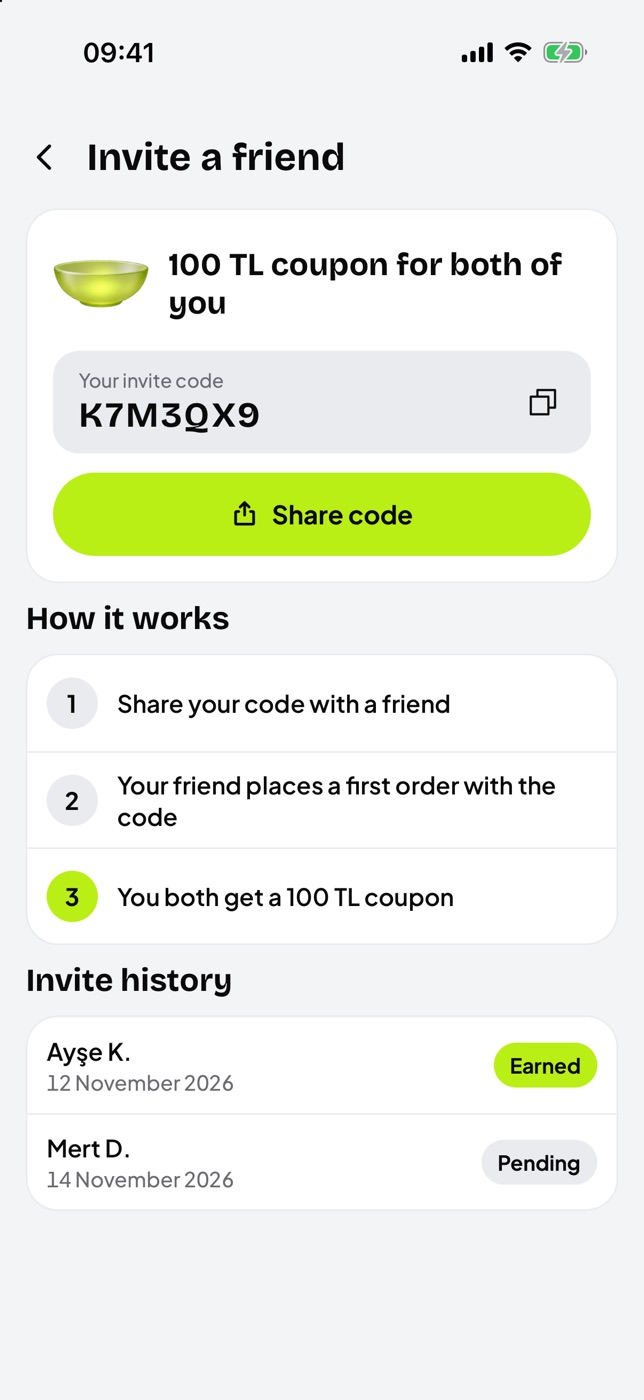 09:41
Invite a friend
100 TL coupon for both of
you
Your invite code
K7M3QX9
Share code
How it works
1 Share your code with a friend
2 Your friend places a first order with the
code
3 You both get a 100 TL coupon
Invite history
Ayşe K.
12 November 2026
Earned
Mert D.
14 November 2026
Pending